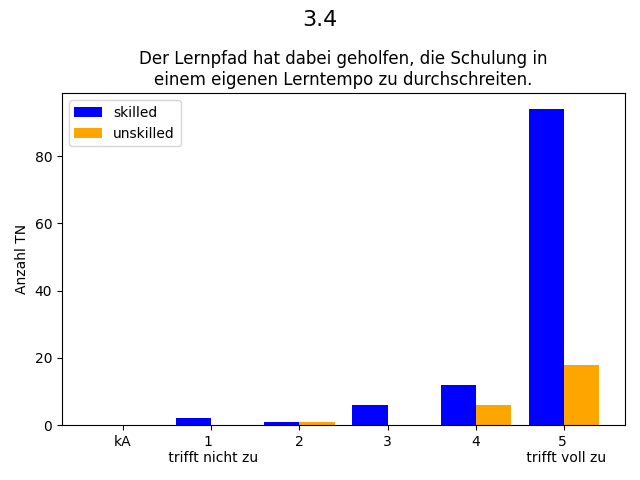 3.4
Der Lernpfad hat dabei geholfen, die Schulung in
einem eigenen Lerntempo zu durchschreiten.
skilled
unskilled
Anzahl TN
80
60
40
20
0
kA 1 2 3 4 5
trifft nicht zu trifft voll zu